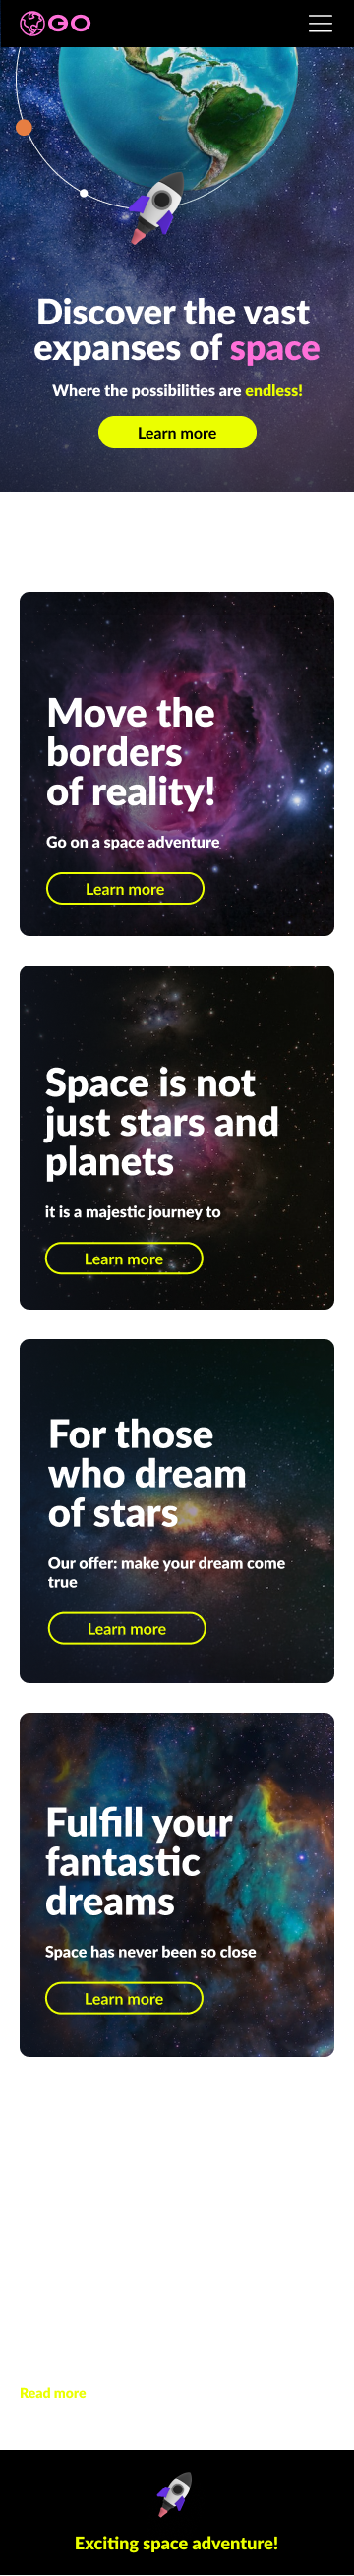 GO
Discover the vast
expanses of space
Where the possibilities are endless!
Learn more
Move the
borders
of reality!
Go on a space adventure
Learn more
Space is not
just stars and
planets
it is a majestic journey to
Learn more
For those
who dream
of stars
Our offer: make your dream come
true
Learn more
Fulfill your
fantastic
dreams
Space has never been so close
Learn more
Read more
Exciting space adventure!